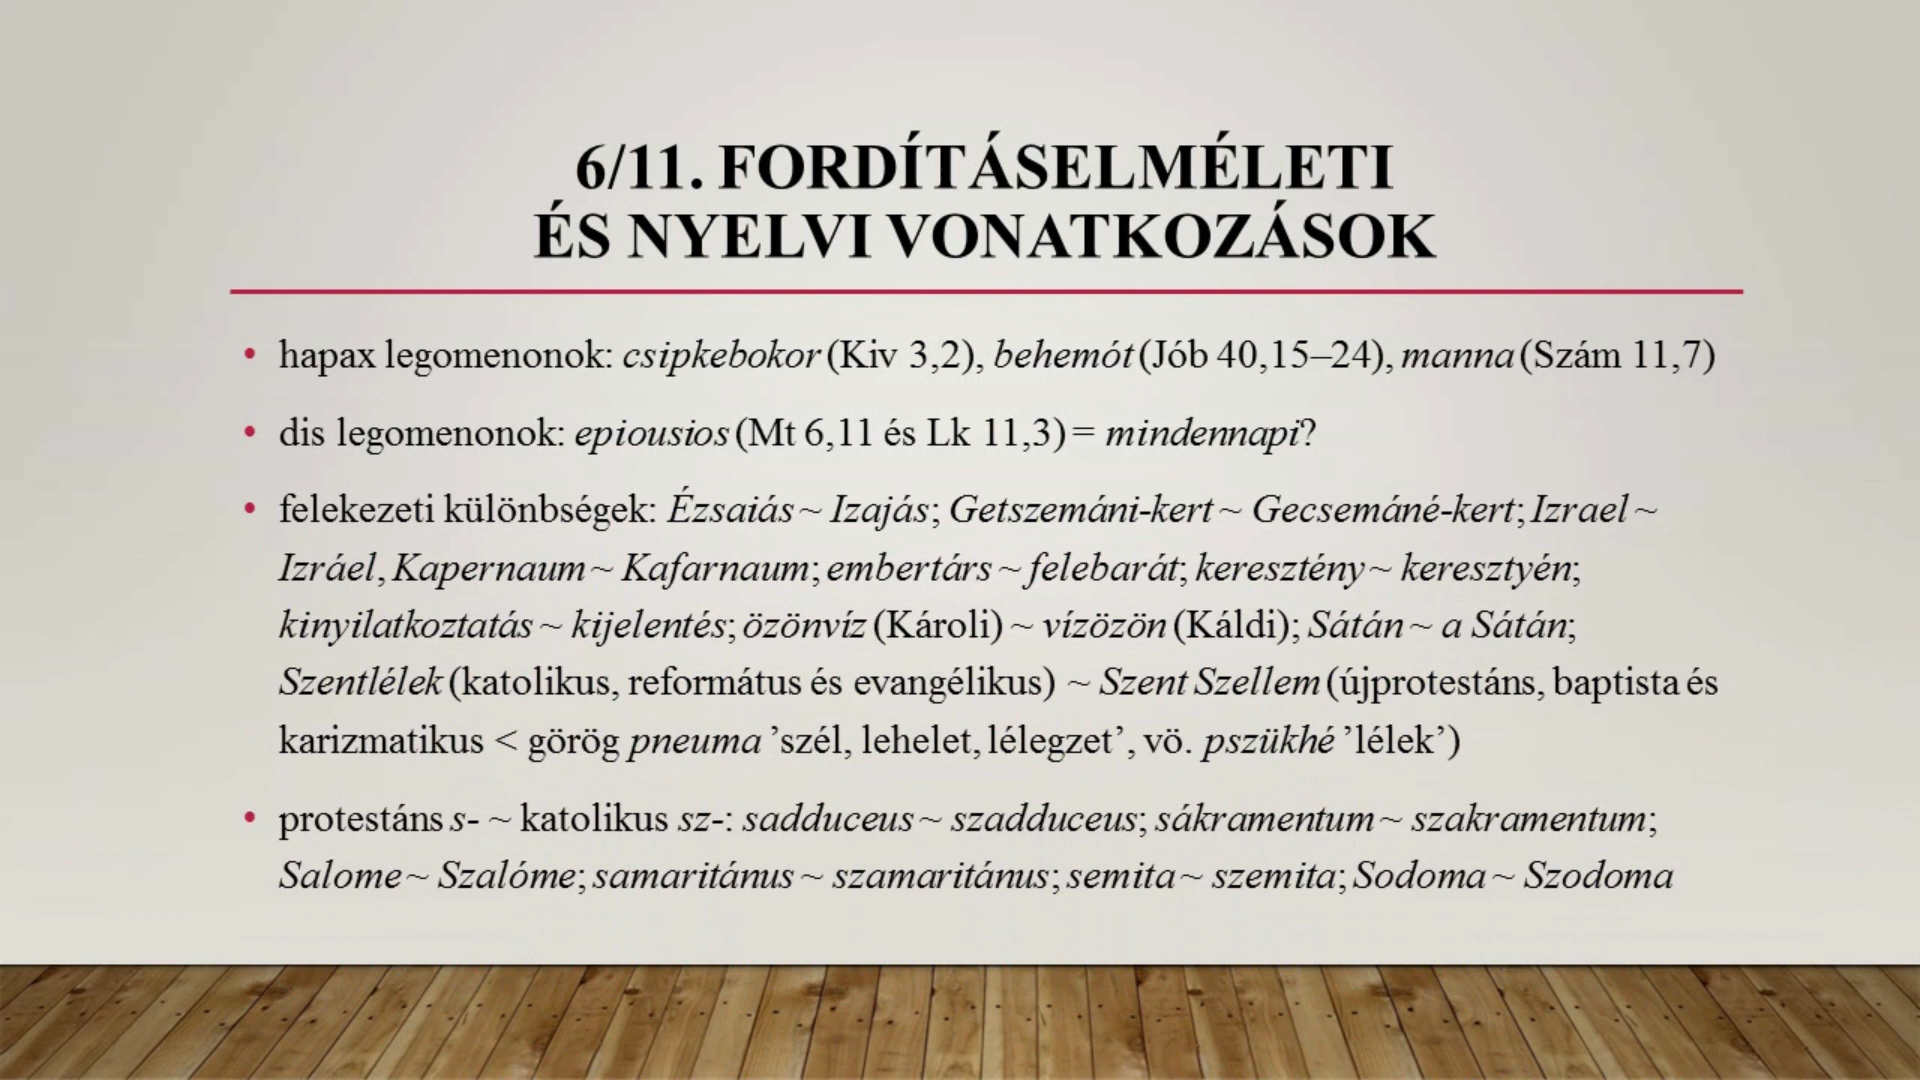 6/11. FORDÍTÁSELMÉLETI
ÉS NYELVI VONATKOZÁSOK
• hapax legomenonok: csipkebokor (Kiv 3,2), behemót (Jób 40,15–24), manna (Szám 11,7)
• dis legomenonok: epiousios (Mt 6,11 és Lk 11,3) = mindennapi?
• felekezeti különbségek: Ézsaiás ~ Izajás; Getszemáni-kert ~ Gecsemáné-kert; Izrael ~
Izráel, Kapernaum ~ Kafarnaum; embertárs ~ felebarát; keresztény ~ keresztyén;
kinyilatkoztatás ~ kijelentés; özönvíz (Károli) ~ vízözön (Káldi); Sátán ~ a Sátán;
Szentlélek (katolikus, református és evangélikus) ~ Szent Szellem (újprotestáns, baptista és
karizmatikus < görög pneuma ’szél, lehelet, lélegzet’, vö. pszükhé ’lélek’)
• protestáns s- ~ katolikus sz-: sadduceus ~ szadduceus; sákramentum ~ szakramentum;
Salome ~ Szalóme; samaritánus ~ szamaritánus; semita ~ szemita; Sodoma ~ Szodoma